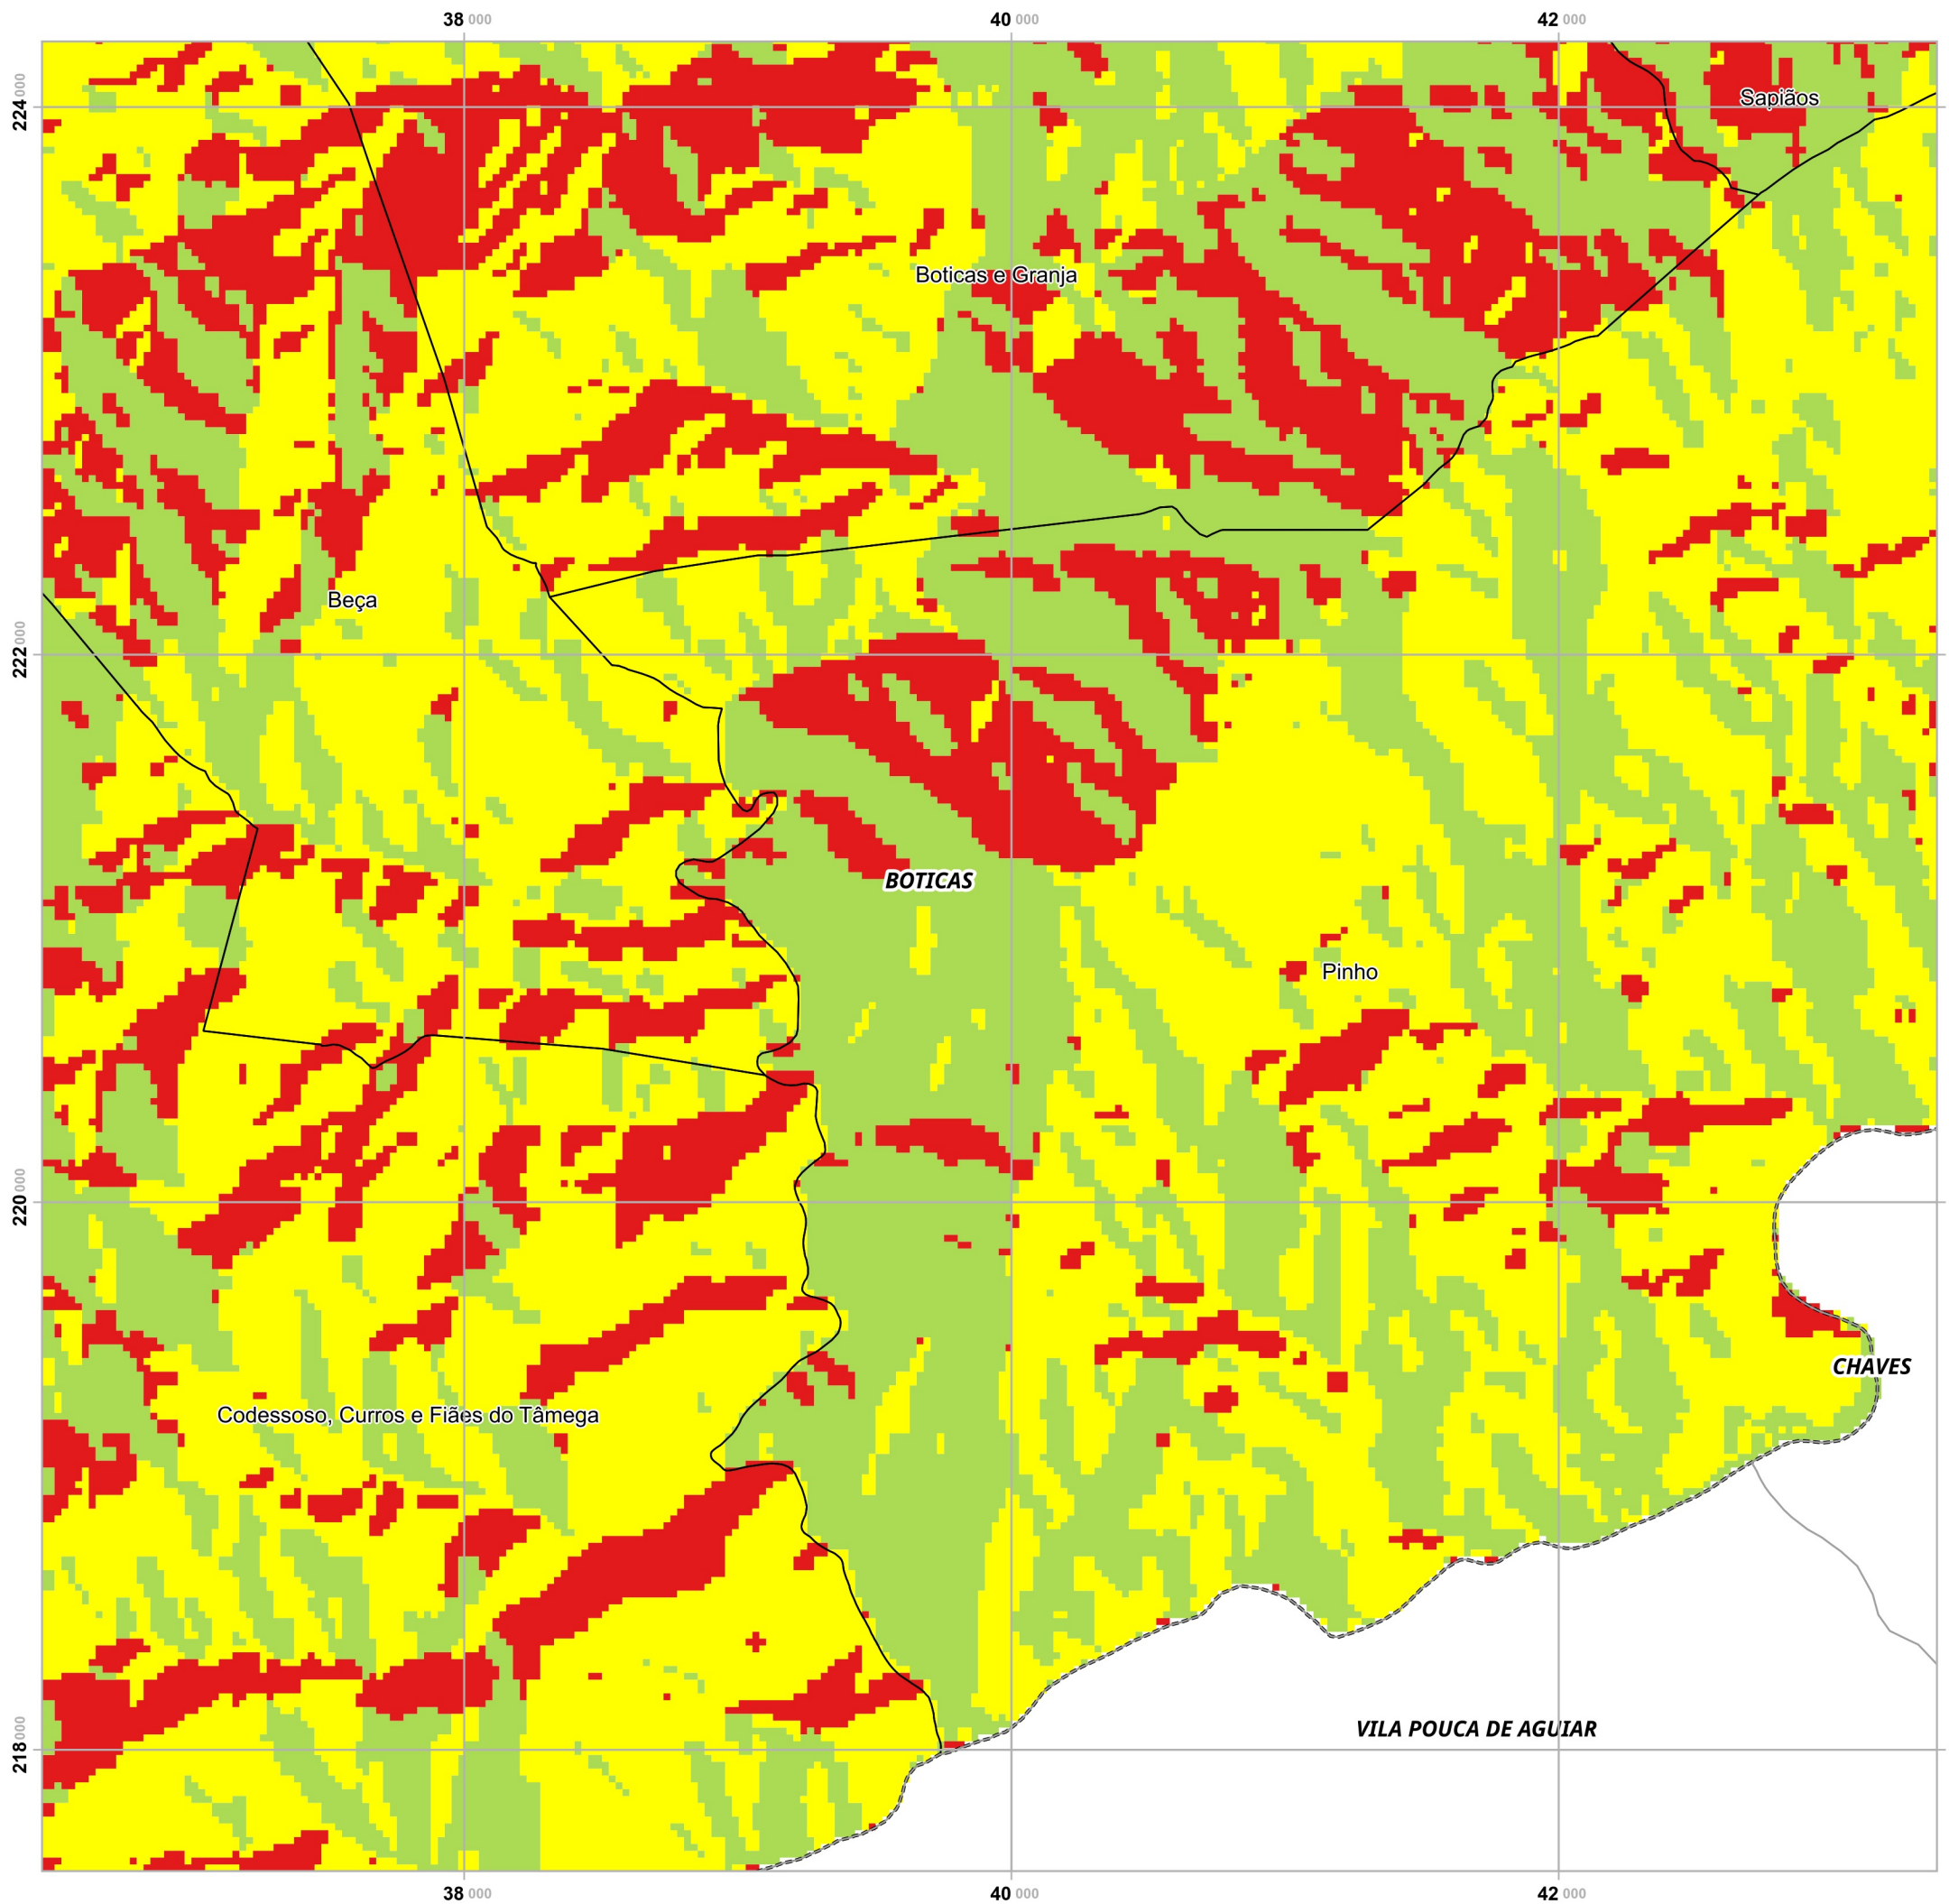 38 000 40 000 42 000
224 000
Sapiãos
Boticas e Granja
Beça
222 000
BOTICAS
Pinho
220 000
CHAVES
Codessoso, Curros e Fiães do Tâmega
VILA POUCA DE AGUIAR
218 000
38 000 40 000 42 000